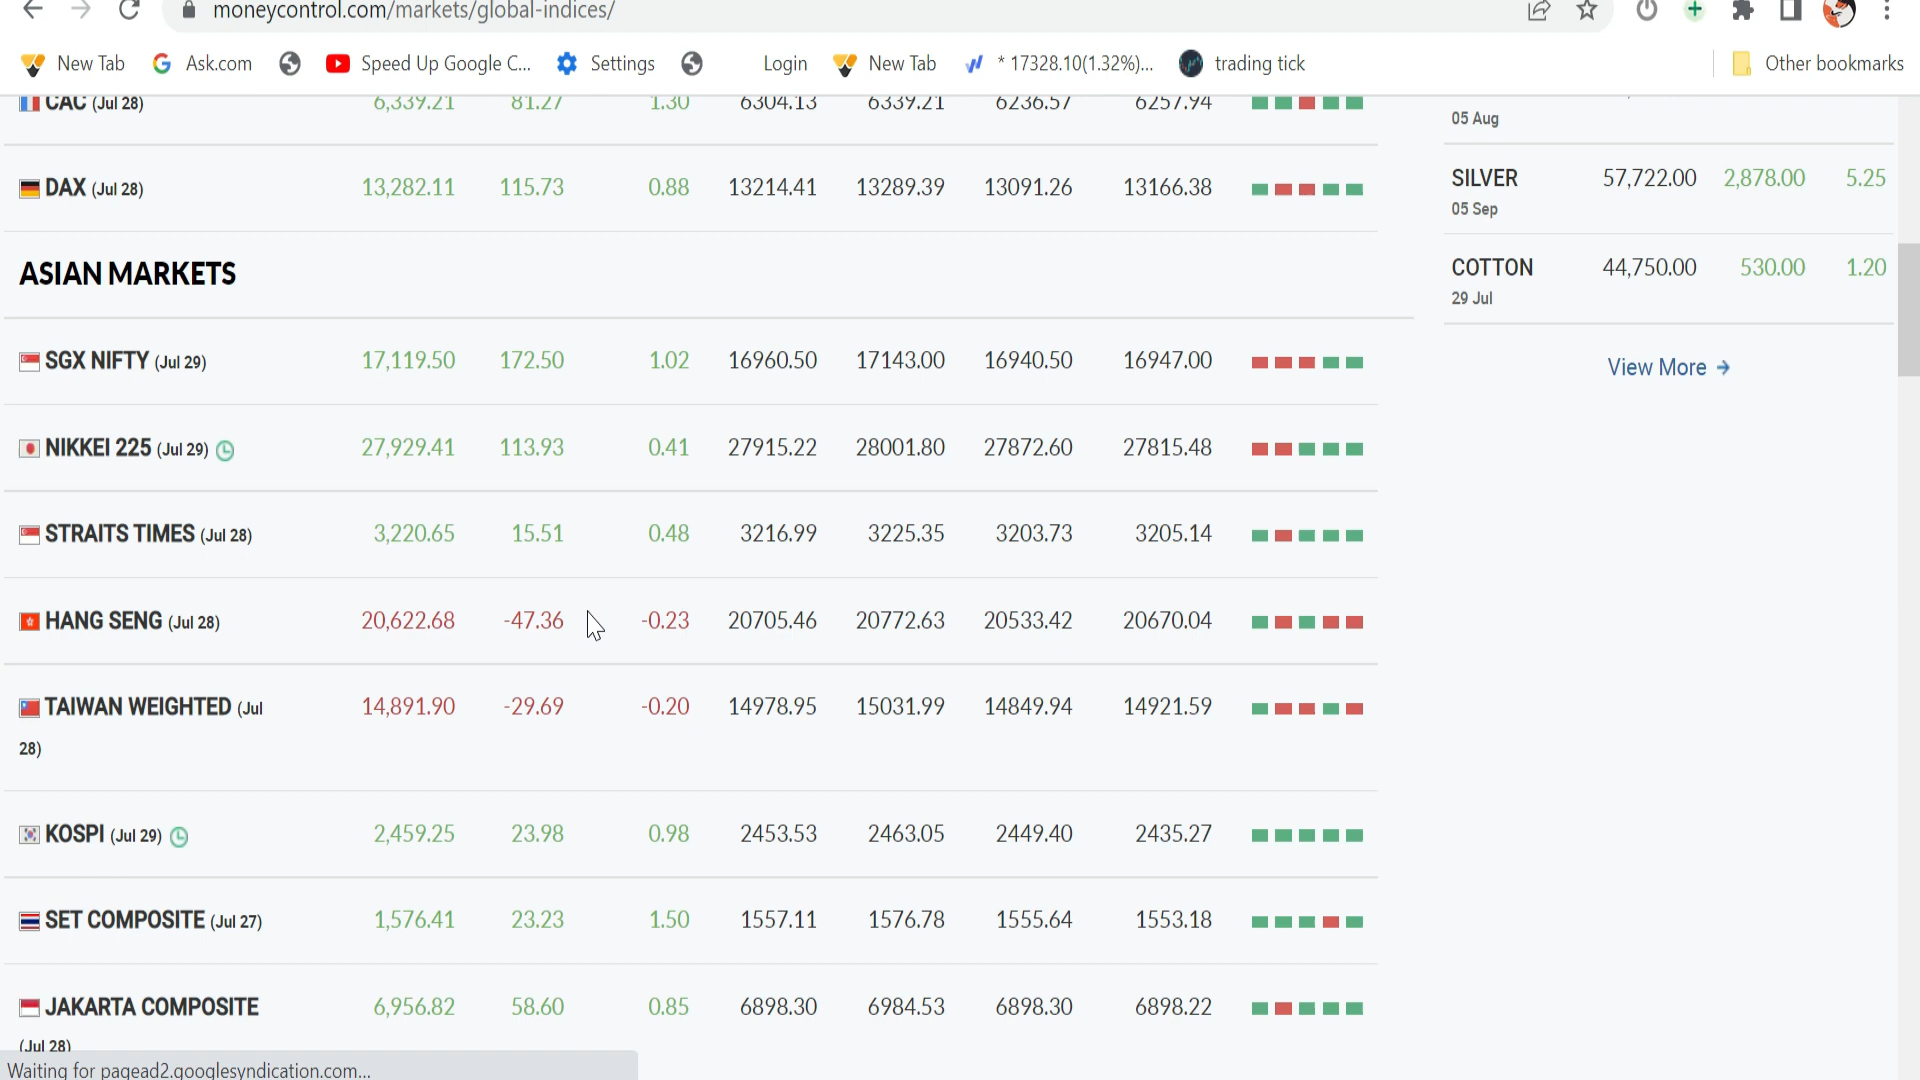 moneycontrol.com/markets/global-indices/
New Tab Ask.com Speed Up Google C... Settings Login New Tab * 17328.10(1.32%)... trading tick Other bookmarks
CAC (Jul 28) 6,339.21 81.27 1.30 6304.13 6339.21 6236.57 6257.94
05 Aug
DAX (Jul 28) 13,282.11 115.73 0.88 13214.41 13289.39 13091.26 13166.38
SILVER 57,722.00 2,878.00 5.25
05 Sep
ASIAN MARKETS
COTTON 44,750.00 530.00 1.20
29 Jul
SGX NIFTY (Jul 29) 17,119.50 172.50 1.02 16960.50 17143.00 16940.50 16947.00
View More
NIKKEI 225 (Jul 29) 27,929.41 113.93 0.41 27915.22 28001.80 27872.60 27815.48
STRAITS TIMES (Jul 28) 3,220.65 15.51 0.48 3216.99 3225.35 3203.73 3205.14
HANG SENG (Jul 28) 20,622.68 -47.36 -0.23 20705.46 20772.63 20533.42 20670.04
TAIWAN WEIGHTED (Jul 14,891.90 -29.69 -0.20 14978.95 15031.99 14849.94 14921.59
28)
KOSPI (Jul 29) 2,459.25 23.98 0.98 2453.53 2463.05 2449.40 2435.27
SET COMPOSITE (Jul 27) 1,576.41 23.23 1.50 1557.11 1576.78 1555.64 1553.18
JAKARTA COMPOSITE 6,956.82 58.60 0.85 6898.30 6984.53 6898.30 6898.22
(Jul 28)
Waiting for pagead2.googlesyndication.com...